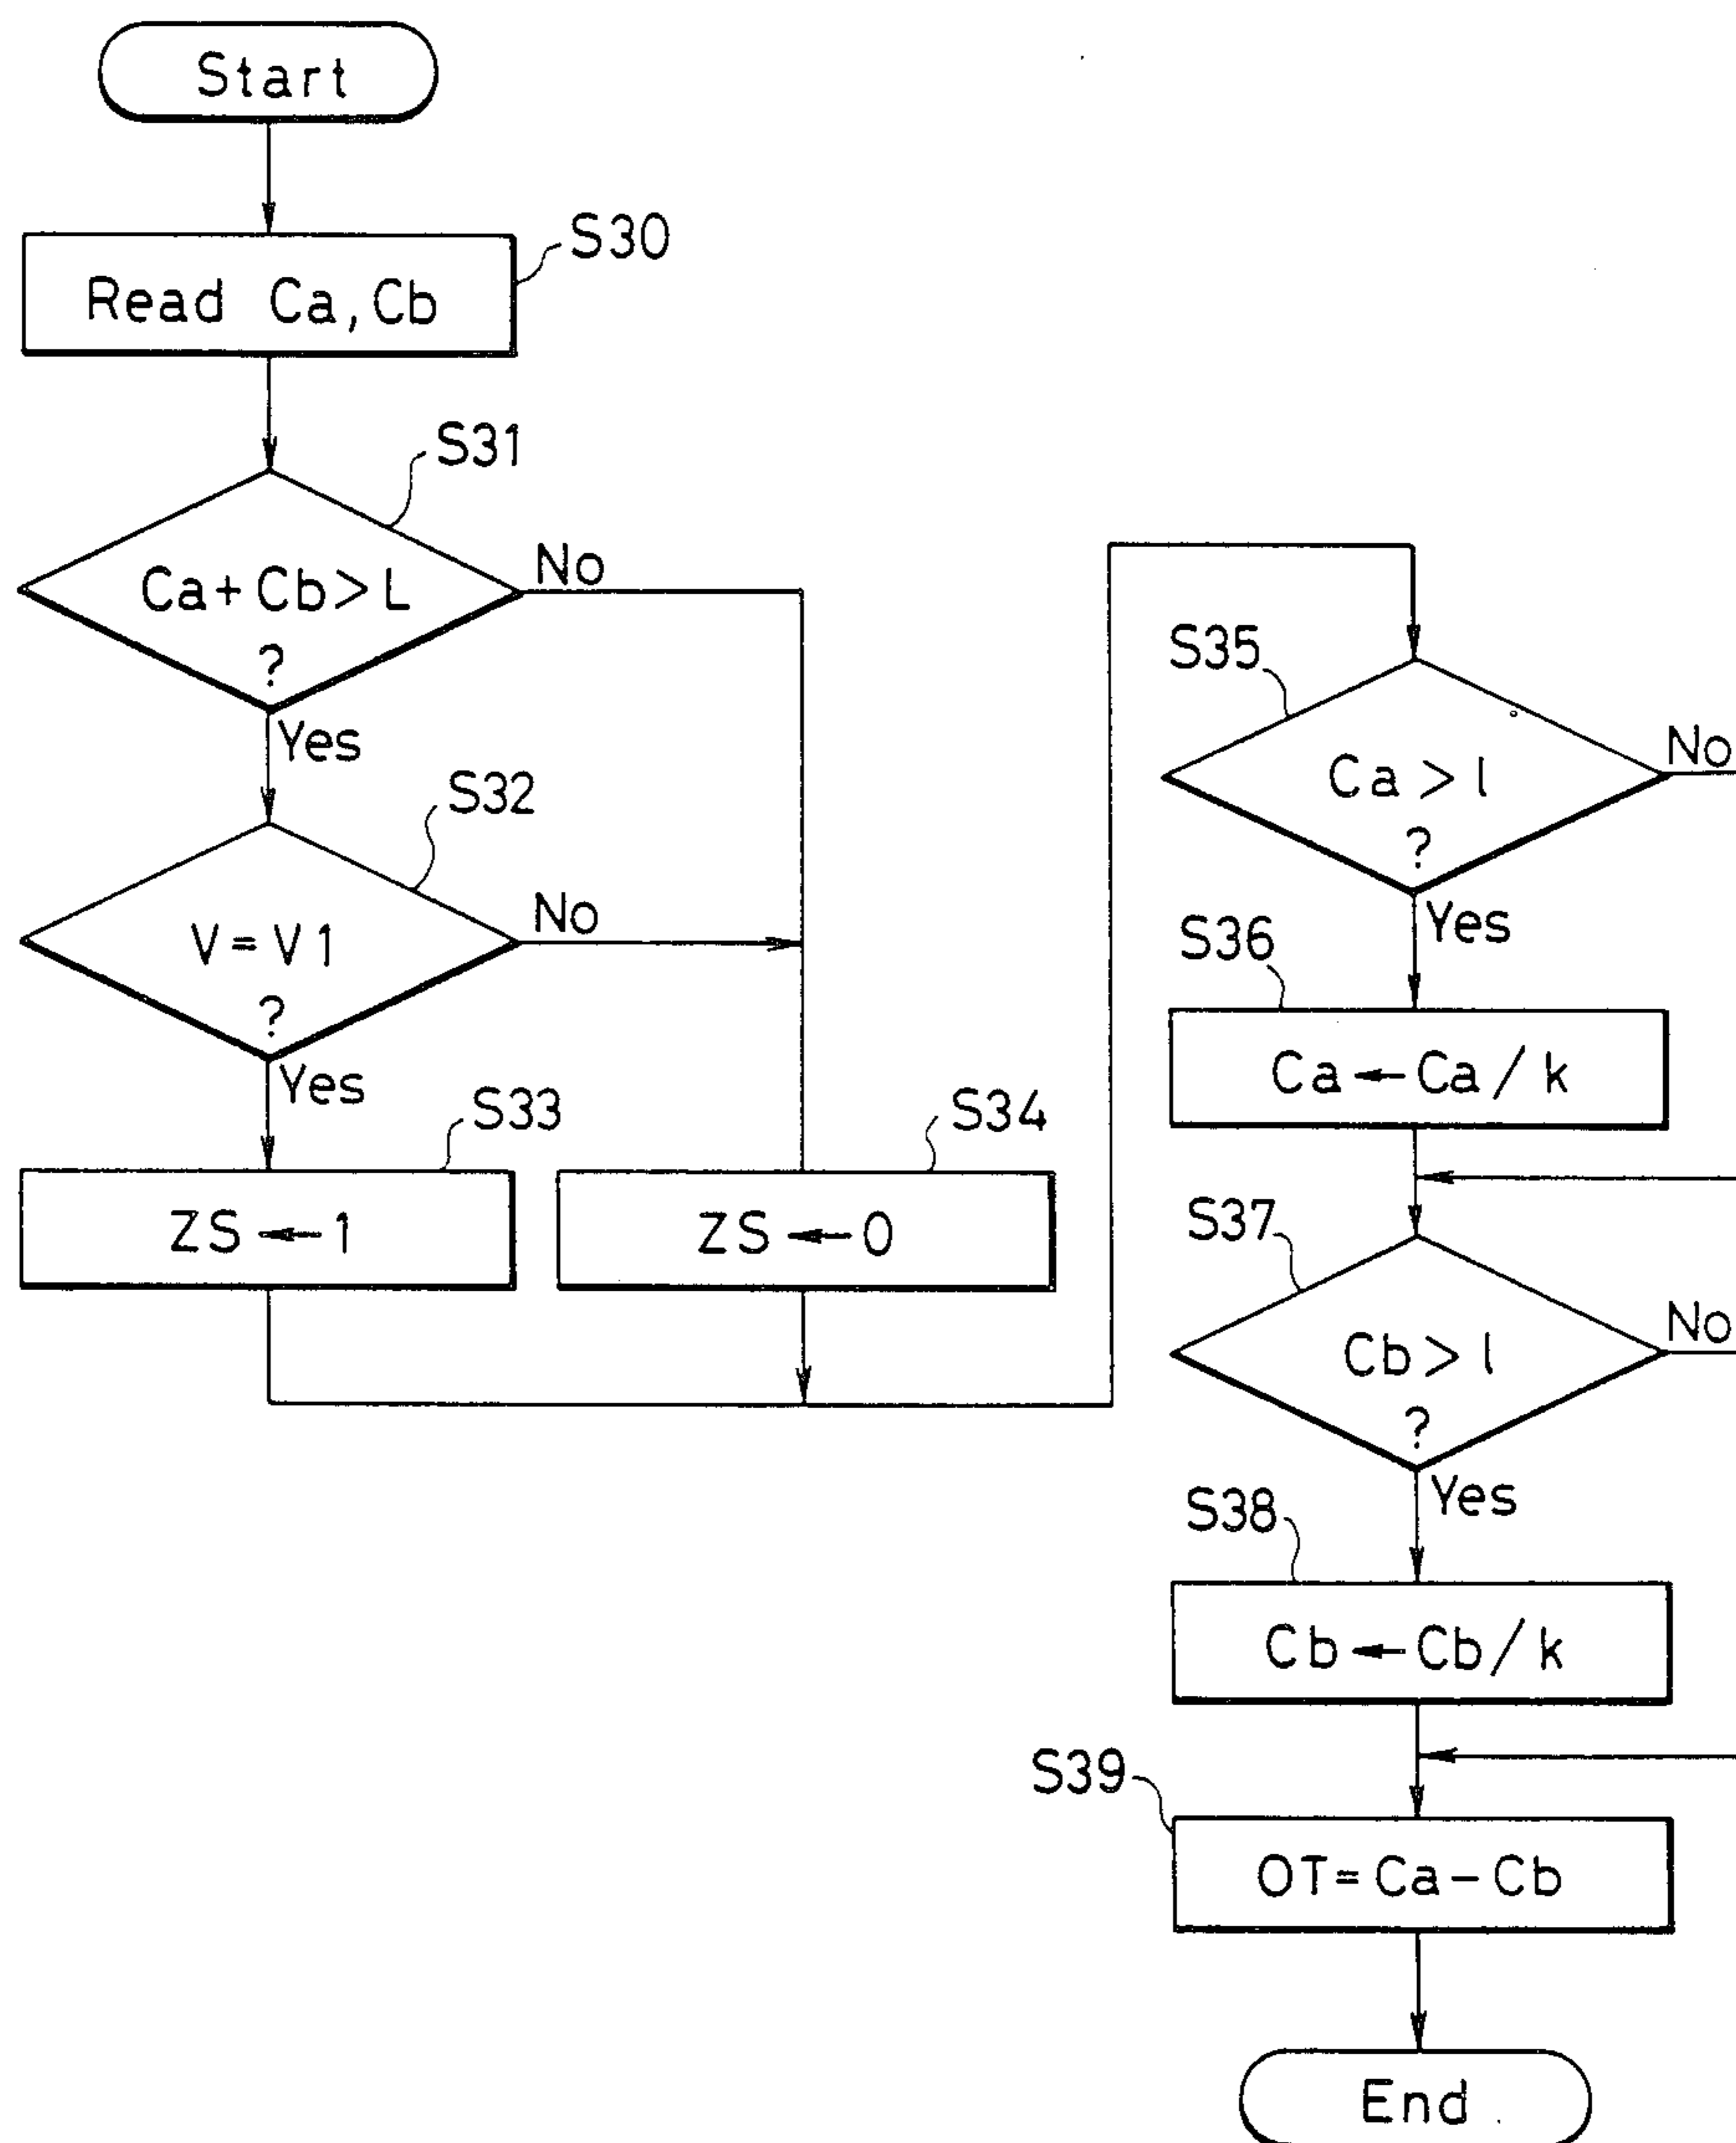 Start
S30
Read Ca, Cb
S31
Ca + Cb > L
?
No
Yes
S32
V = V1
?
No
Yes
S33
ZS ← 1
S34
ZS ← 0
S35
Ca > l
?
No
Yes
S36
Ca ← Ca / k
S37
Cb > l
?
No
Yes
S38
Cb ← Cb / k
S39
OT = Ca - Cb
End